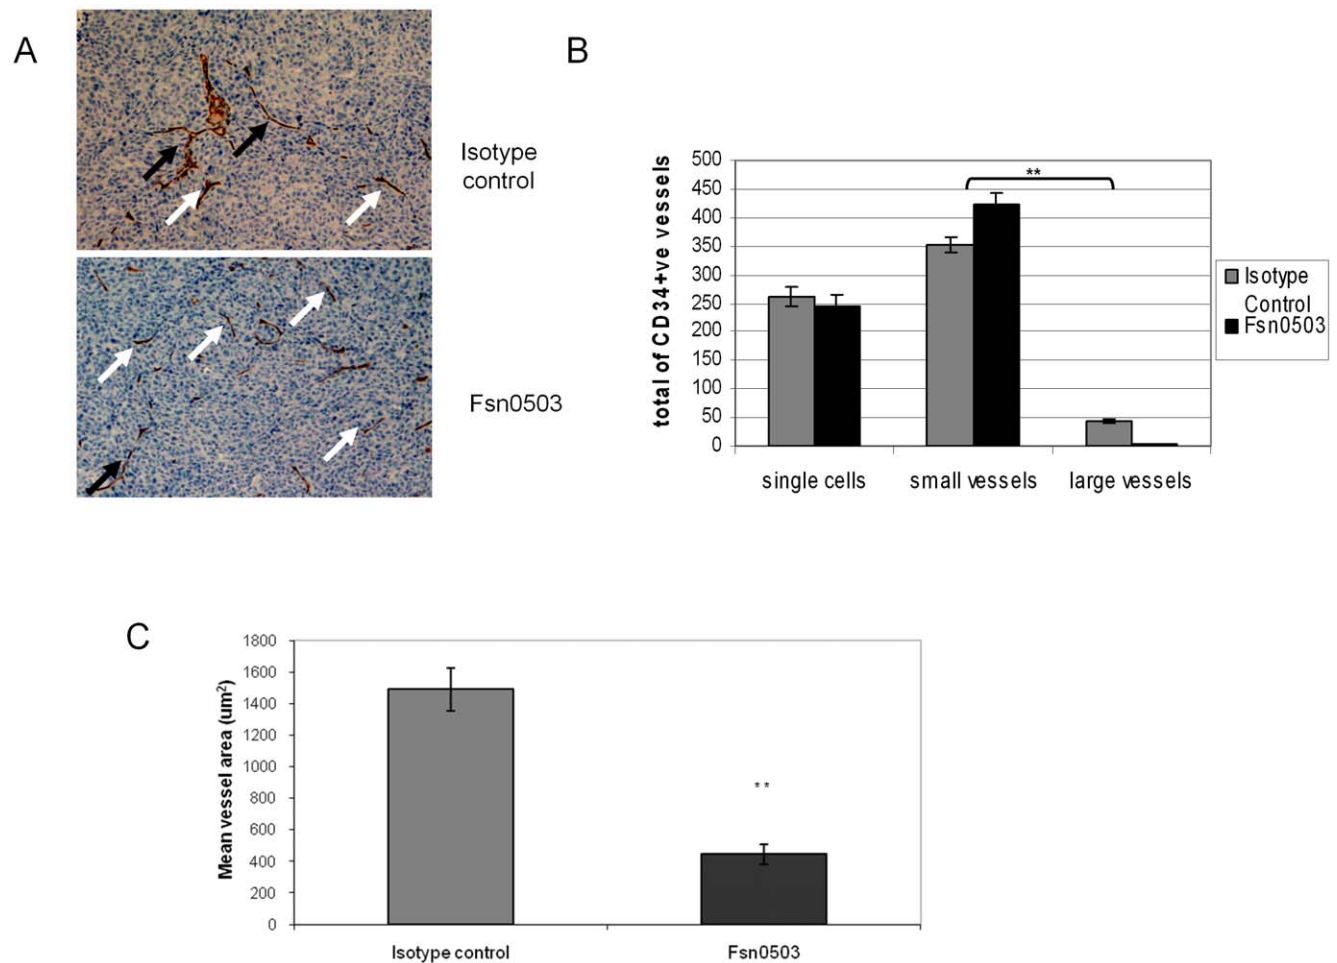 A
Isotype
control
Fsn0503
B
total of CD34+ve vessels
500
450
400
350
300
250
200
150
100
50
0
**
single cells
small vessels
large vessels
Isotype
Control
Fsn0503
C
Mean vessel area (um²)
1800
1600
1400
1200
1000
800
600
400
200
0
**
Isotype control
Fsn0503